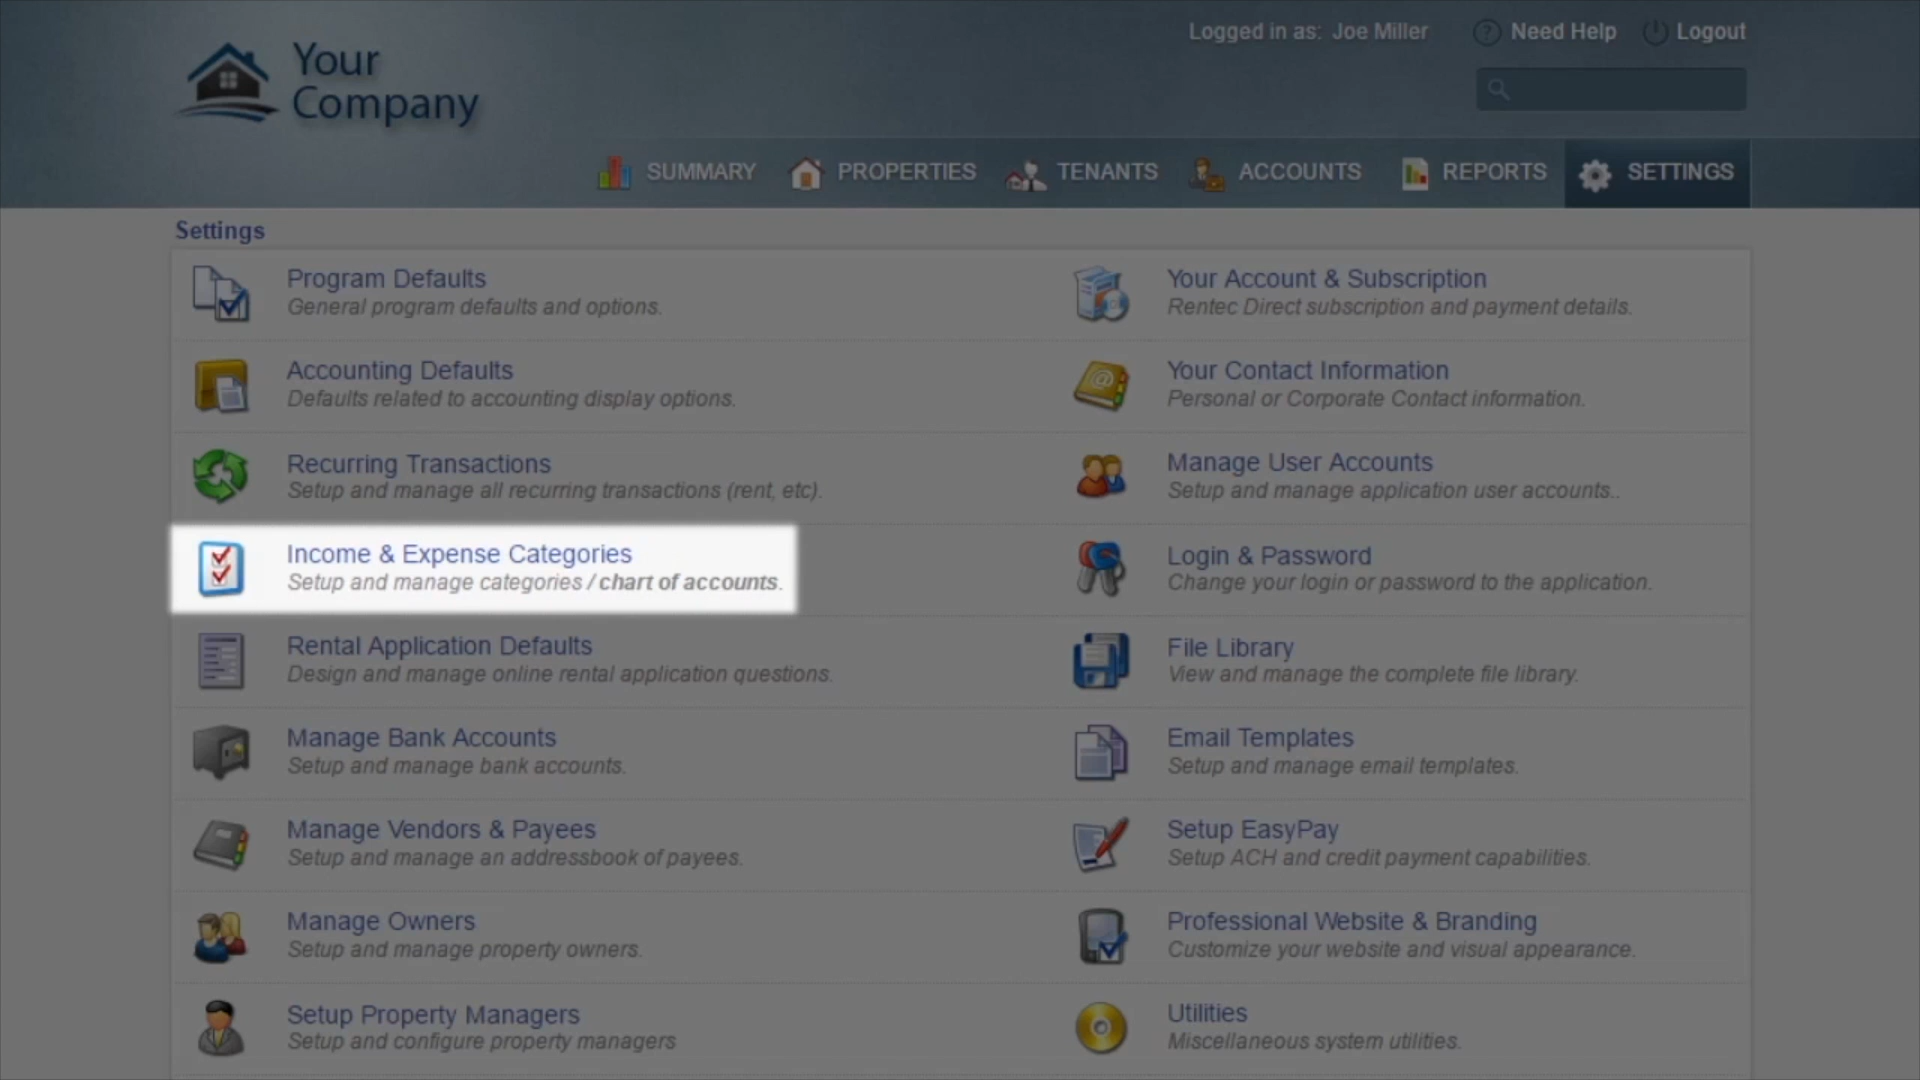 Your
Company
Logged in as: Joe Miller
Need Help
Logout
SUMMARY
PROPERTIES
TENANTS
ACCOUNTS
REPORTS
SETTINGS
Settings
Program Defaults
General program defaults and options.
Your Account & Subscription
Rentec Direct subscription and payment details.
Accounting Defaults
Defaults related to accounting display options.
Your Contact Information
Personal or Corporate Contact information.
Recurring Transactions
Setup and manage all recurring transactions (rent, etc).
Manage User Accounts
Setup and manage application user accounts..
Income & Expense Categories
Setup and manage categories / chart of accounts.
Login & Password
Change your login or password to the application.
Rental Application Defaults
Design and manage online rental application questions.
File Library
View and manage the complete file library.
Manage Bank Accounts
Setup and manage bank accounts.
Email Templates
Setup and manage email templates.
Manage Vendors & Payees
Setup and manage an addressbook of payees.
Setup EasyPay
Setup ACH and credit payment capabilities.
Manage Owners
Setup and manage property owners.
Professional Website & Branding
Customize your website and visual appearance.
Setup Property Managers
Setup and configure property managers
Utilities
Miscellaneous system utilities.